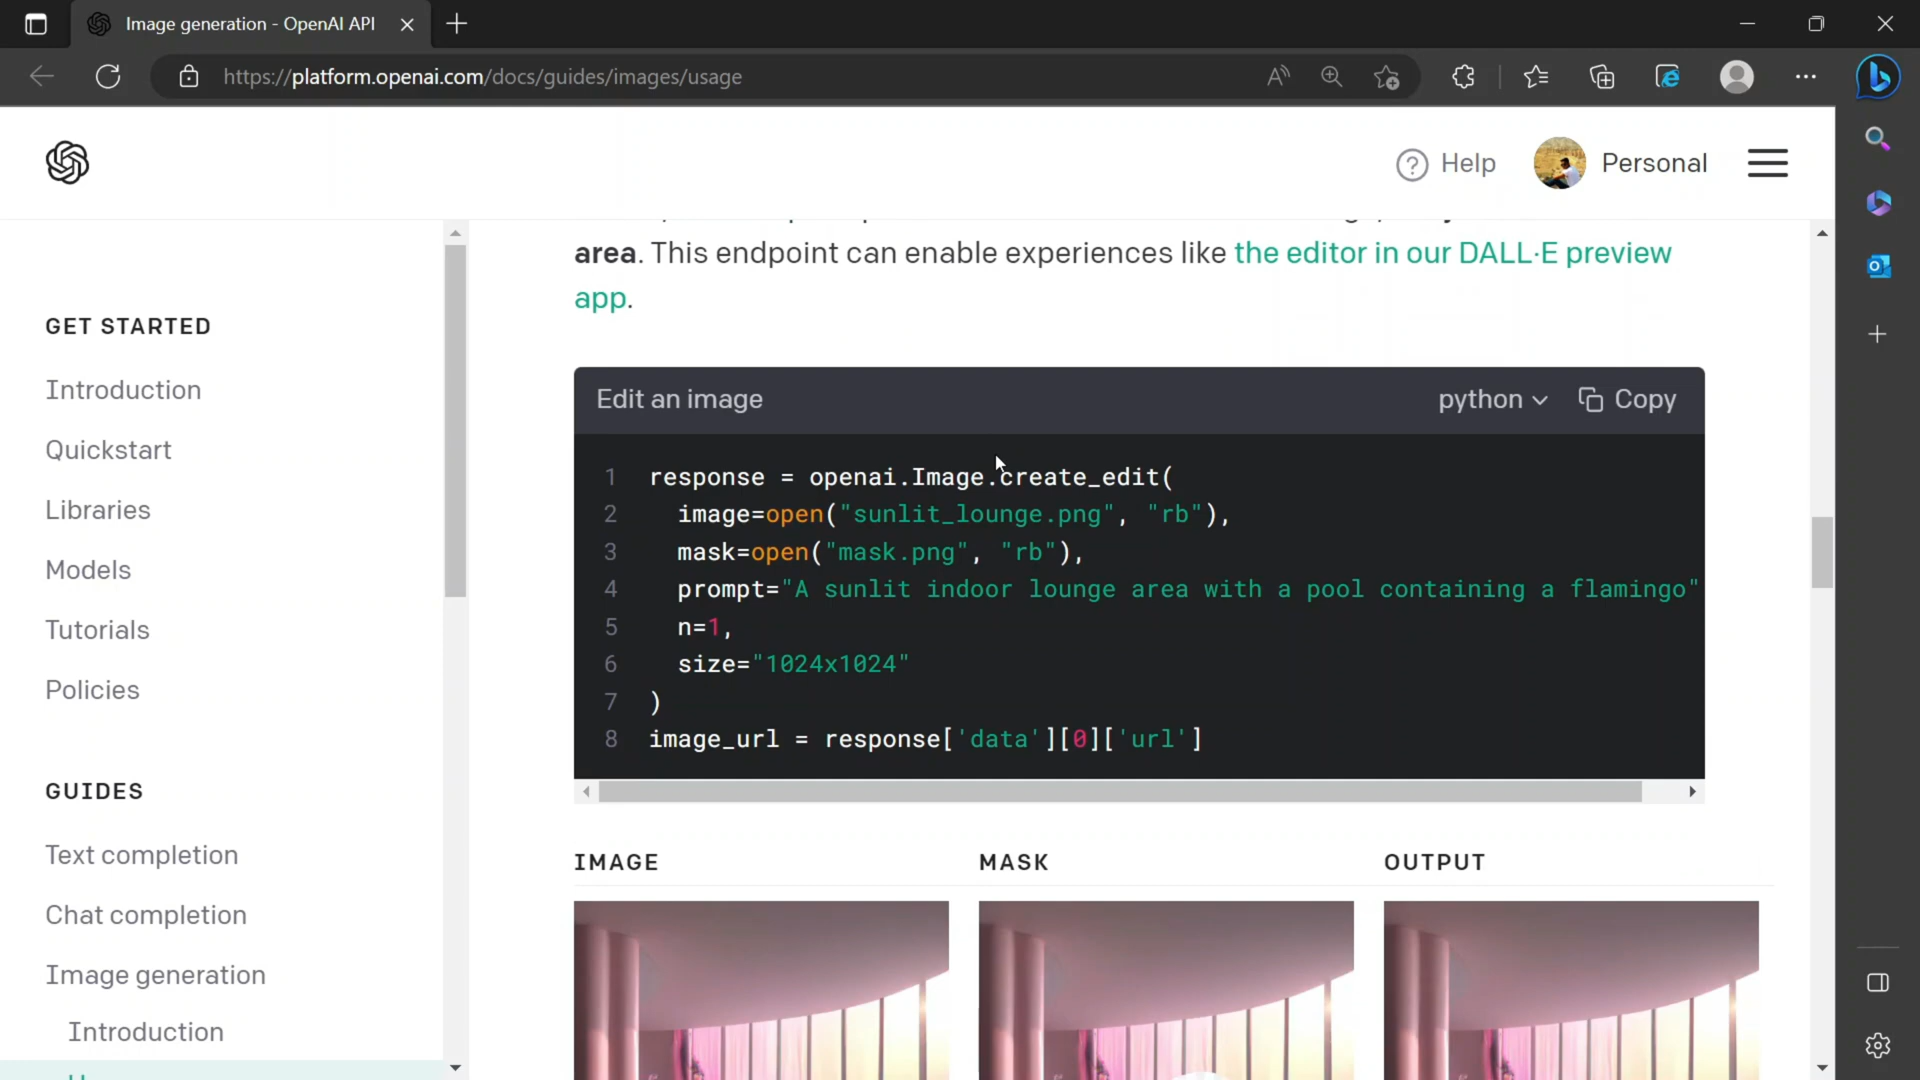 Image generation - OpenAI API
https://platform.openai.com/docs/guides/images/usage
Help
Personal
area. This endpoint can enable experiences like the editor in our DALL·E preview
app.
GET STARTED
Introduction
Quickstart
Libraries
Models
Tutorials
Policies
GUIDES
Text completion
Chat completion
Image generation
Introduction
Edit an image
python
Copy
1 response = openai.Image.create_edit(
2 image=open("sunlit_lounge.png", "rb"),
3 mask=open("mask.png", "rb"),
4 prompt="A sunlit indoor lounge area with a pool containing a flamingo"
5 n=1,
6 size="1024x1024"
7 )
8 image_url = response['data'][0]['url']
IMAGE
MASK
OUTPUT